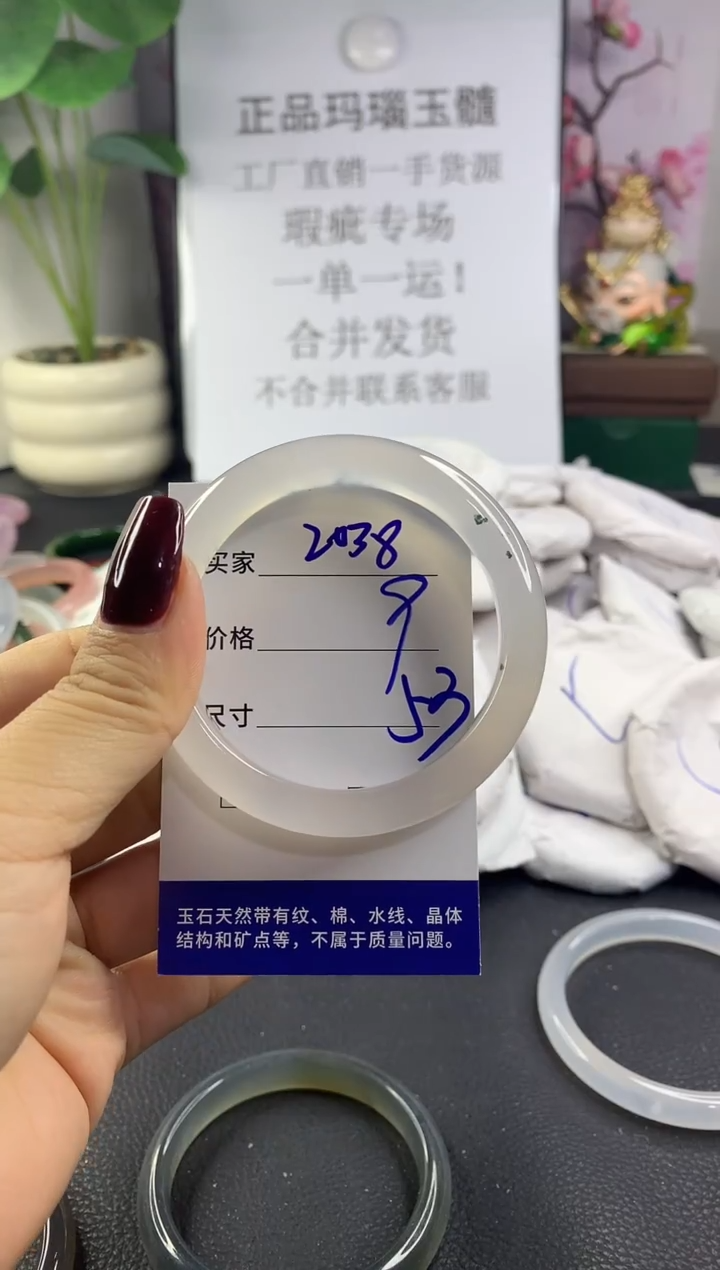 正品玛瑙玉髓
工厂直销一手货源
瑕疵专场
一单一运！
合并发货
不合并联系客服
买家 2038
价格 9
尺寸 53
玉石天然带有纹、棉、水线、晶体
结构和矿点等，不属于质量问题。